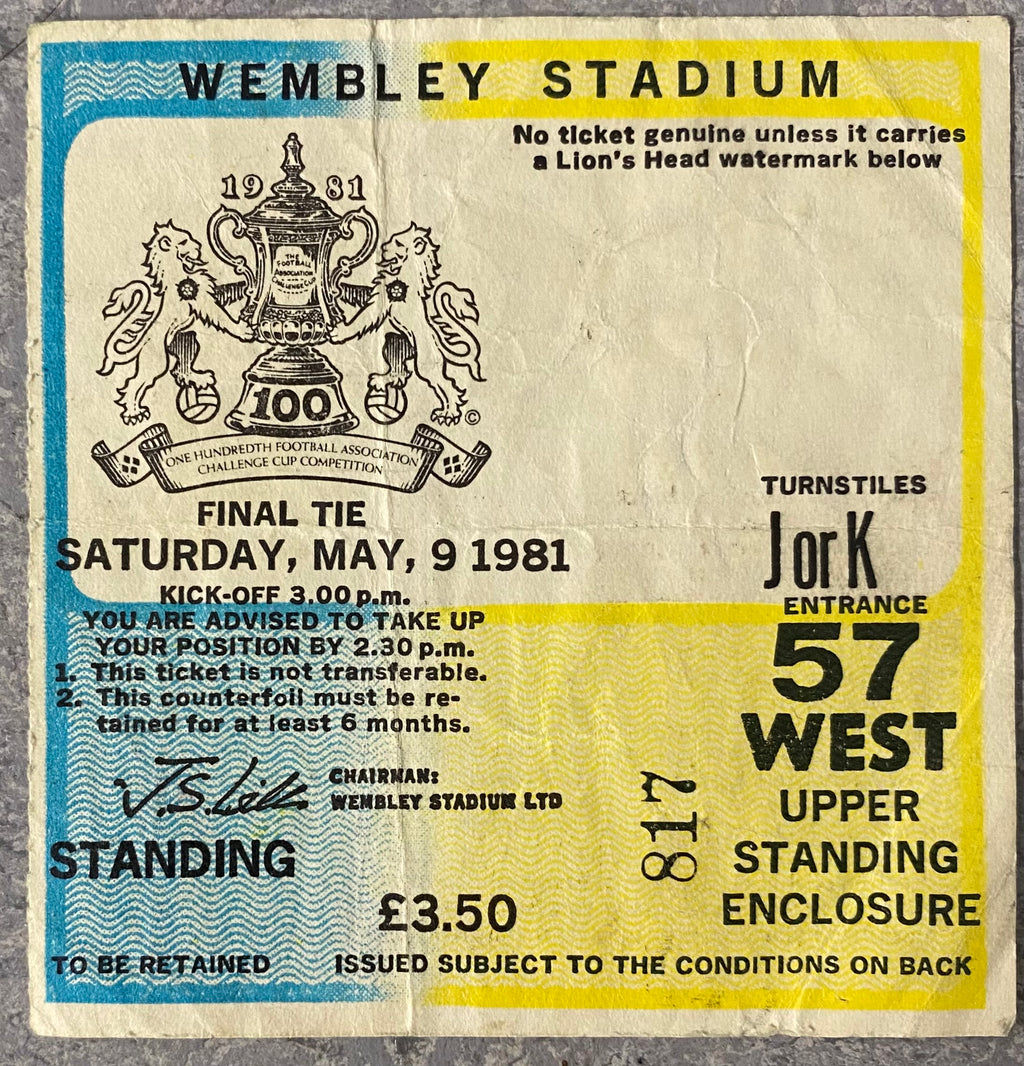 WEMBLEY STADIUM
No ticket genuine unless it carries
a Lion's Head watermark below
1981
THE
FOOTBALL
ASSOCIATION
CHALLENGE CUP
100
©
ONE HUNDREDTH FOOTBALL ASSOCIATION
CHALLENGE CUP COMPETITION
FINAL TIE
SATURDAY, MAY, 9 1981
KICK-OFF 3.00 p.m.
YOU ARE ADVISED TO TAKE UP
YOUR POSITION BY 2.30 p.m.
1. This ticket is not transferable.
2. This counterfoil must be re-
tained for at least 6 months.
CHAIRMAN:
WEMBLEY STADIUM LTD
STANDING
£3.50
TO BE RETAINED
TURNSTILES
J or K
ENTRANCE
57
WEST
817
UPPER
STANDING
ENCLOSURE
ISSUED SUBJECT TO THE CONDITIONS ON BACK